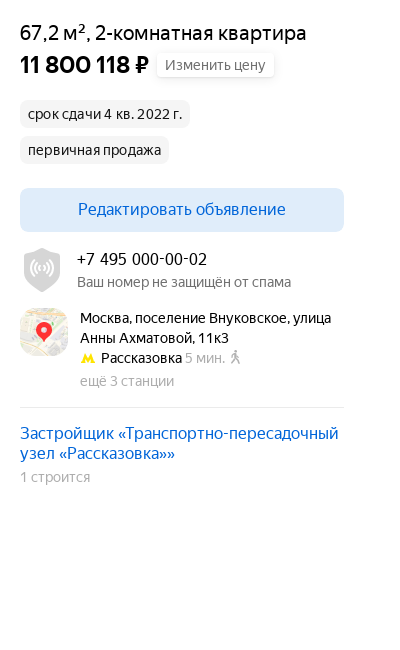 67,2 м², 2-комнатная квартира
11 800 118 ₽ Изменить цену
срок сдачи 4 кв. 2022 г.
первичная продажа
Редактировать объявление
+7 495 000-00-02
Ваш номер не защищён от спама
Москва, поселение Внуковское, улица
Анны Ахматовой, 11к3
Рассказовка 5 мин.
ещё 3 станции
Застройщик «Транспортно-пересадочный
узел «Рассказовка»»
1 строится